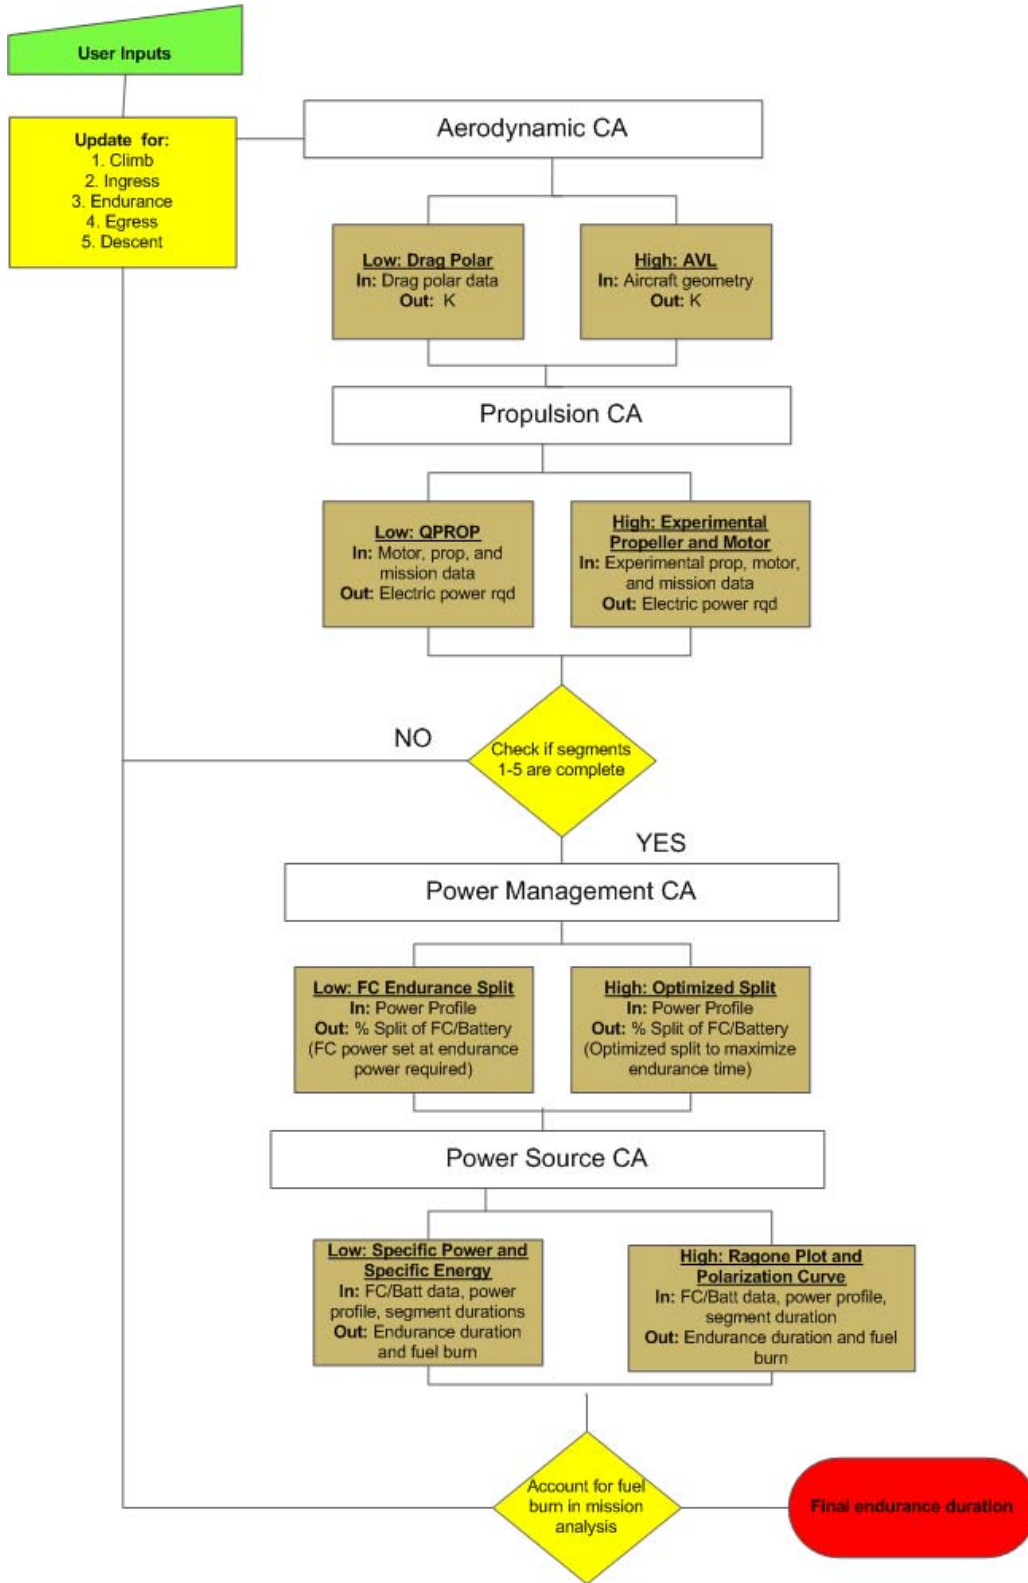 User Inputs
Update for:
1. Climb
2. Ingress
3. Endurance
4. Egress
5. Descent
Aerodynamic CA
Low: Drag Polar
In: Drag polar data
Out: K
High: AVL
In: Aircraft geometry
Out: K
Propulsion CA
Low: QPROP
In: Motor, prop, and
mission data
Out: Electric power rqd
High: Experimental
Propeller and Motor
In: Experimental prop, motor,
and mission data
Out: Electric power rqd
NO
Check if segments
1-5 are complete
YES
Power Management CA
Low: FC Endurance Split
In: Power Profile
Out: % Split of FC/Battery
(FC power set at endurance
power required)
High: Optimized Split
In: Power Profile
Out: % Split of FC/Battery
(Optimized split to maximize
endurance time)
Power Source CA
Low: Specific Power and
Specific Energy
In: FC/Batt data, power
profile, segment durations
Out: Endurance duration
and fuel burn
High: Ragone Plot and
Polarization Curve
In: FC/Batt data, power profile,
segment duration
Out: Endurance duration and fuel
burn
Account for fuel
burn in mission
analysis
Final endurance duration